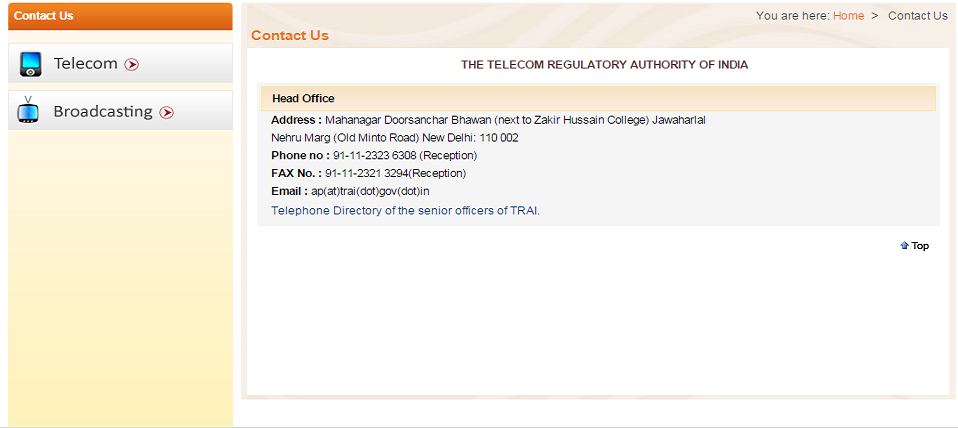 Contact Us
Telecom
Broadcasting
You are here: Home > Contact Us
Contact Us
THE TELECOM REGULATORY AUTHORITY OF INDIA
Head Office
Address : Mahanagar Doorsanchar Bhawan (next to Zakir Hussain College) Jawaharlal
Nehru Marg (Old Minto Road) New Delhi: 110 002
Phone no : 91-11-2323 6308 (Reception)
FAX No. : 91-11-2321 3294(Reception)
Email : ap(at)trai(dot)gov(dot)in
Telephone Directory of the senior officers of TRAI.
Top